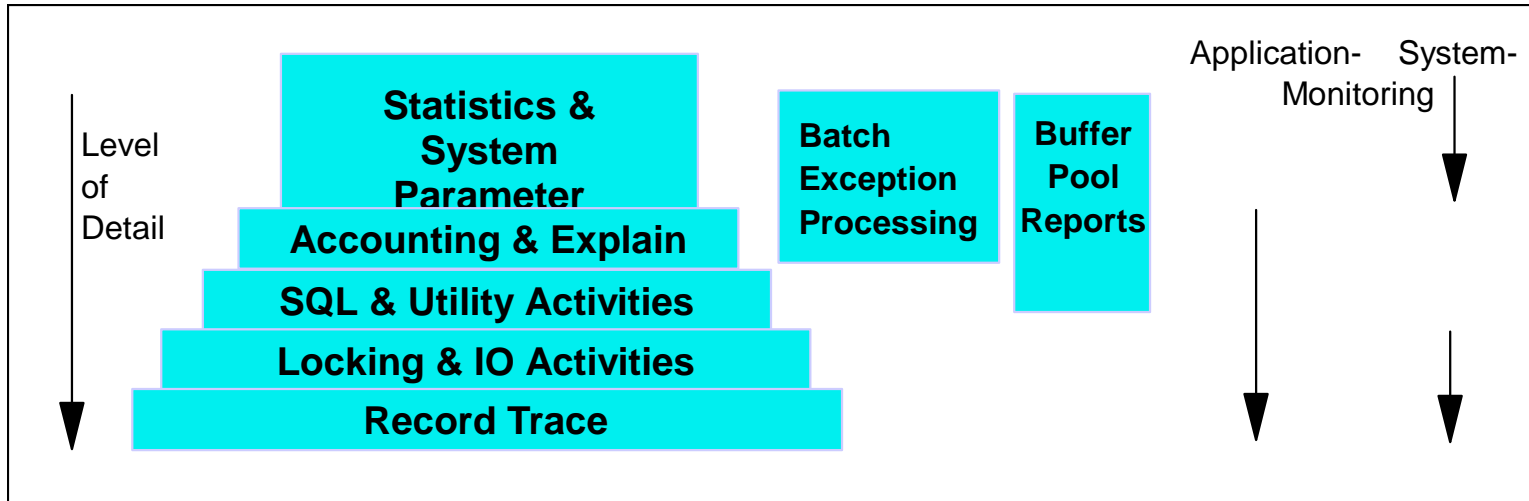 Level
of
Detail
Statistics &
System
Parameter
Accounting & Explain
SQL & Utility Activities
Locking & IO Activities
Record Trace
Batch
Exception
Processing
Buffer
Pool
Reports
Application- System-
Monitoring